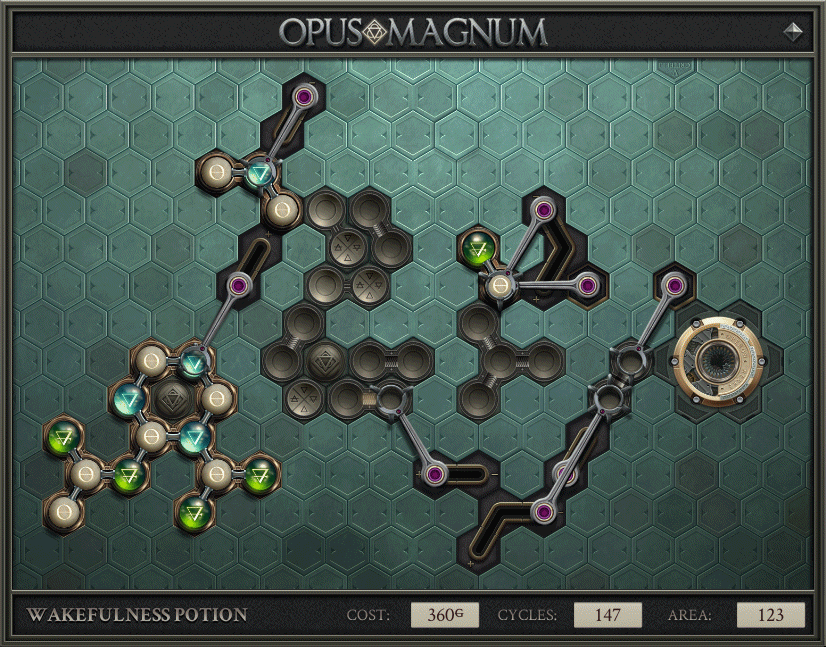 OPUS MAGNUM
WAKEFULNESS POTION COST: 360G CYCLES: 147 AREA: 123